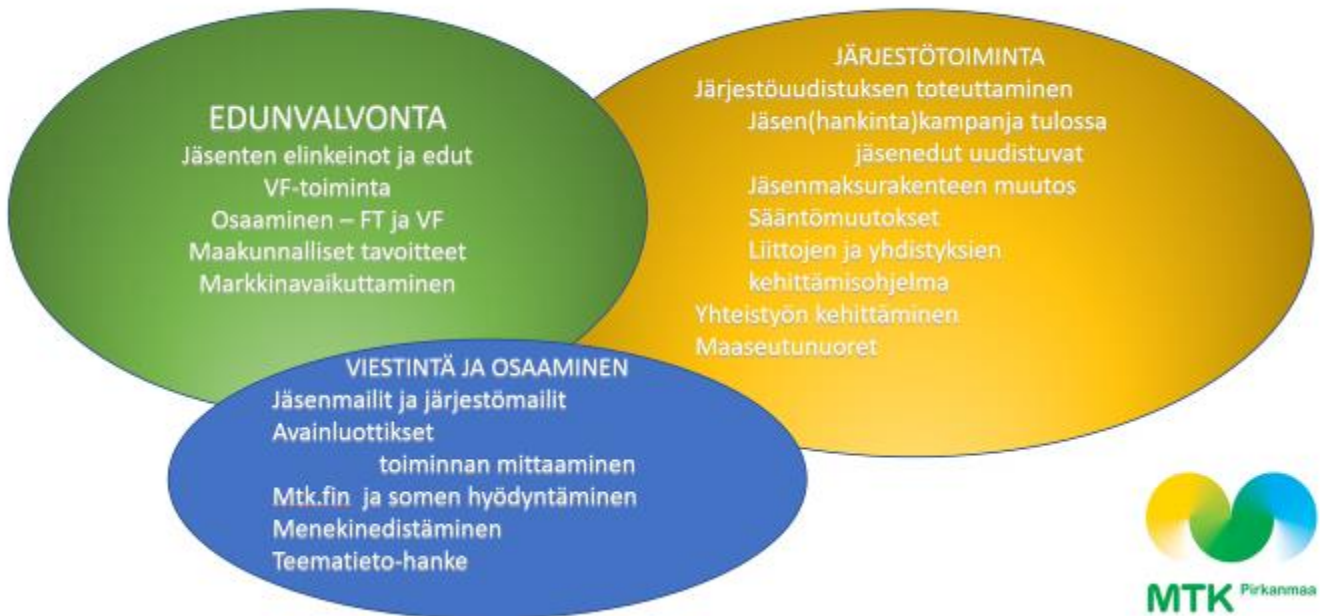 EDUNVALVONTA
Jäsenten elinkeinot ja edut
VF-toiminta
Osaaminen – FT ja VF
Maakunnalliset tavoitteet
Markkinavaikuttaminen
JÄRJESTÖTOIMINTA
Järjestöuudistuksen toteuttaminen
Jäsen(hankinta)kampanja tulossa
jäsenedut uudistuvat
Jäsenmaksurakenteen muutos
Sääntömuutokset
Liittojen ja yhdistyksien
kehittämisohjelma
Yhteistyön kehittäminen
Maaseutunuoret
VIESTINTÄ JA OSAAMINEN
Jäsenmailit ja järjestömailit
Avainluottikset
toiminnan mittaaminen
Mtk.fin ja somen hyödyntäminen
Menekinedistäminen
Teematieto-hanke
MTK Pirkanmaa